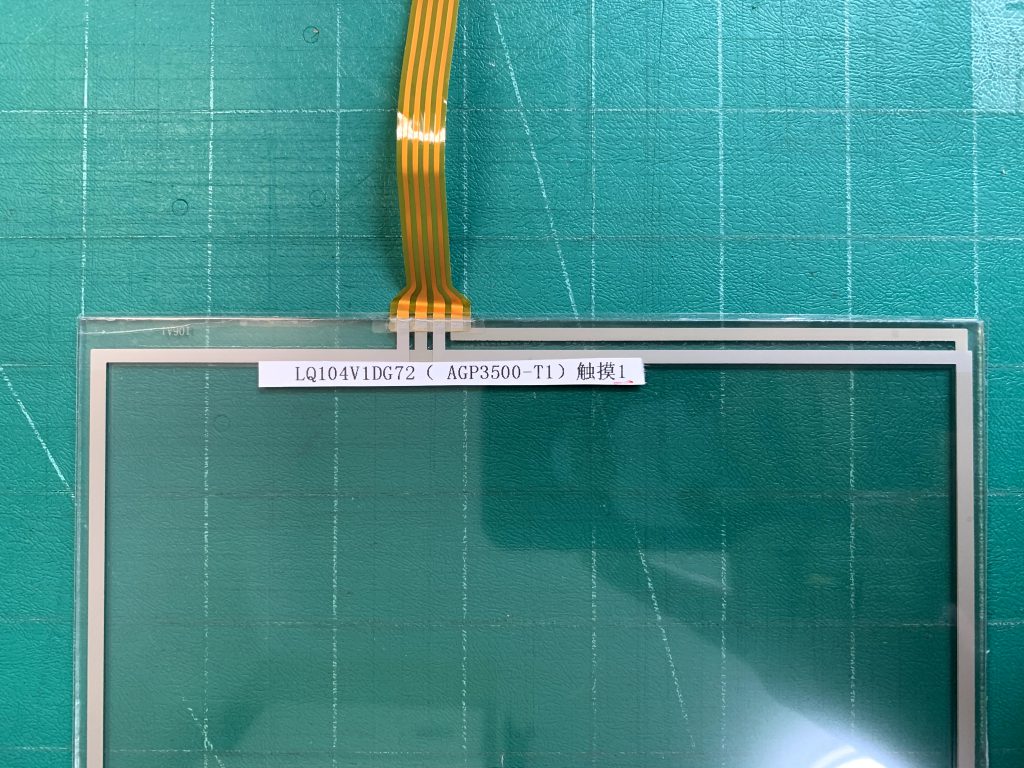 LQ104V1DG72 ( AGP3500-T1) 触摸1